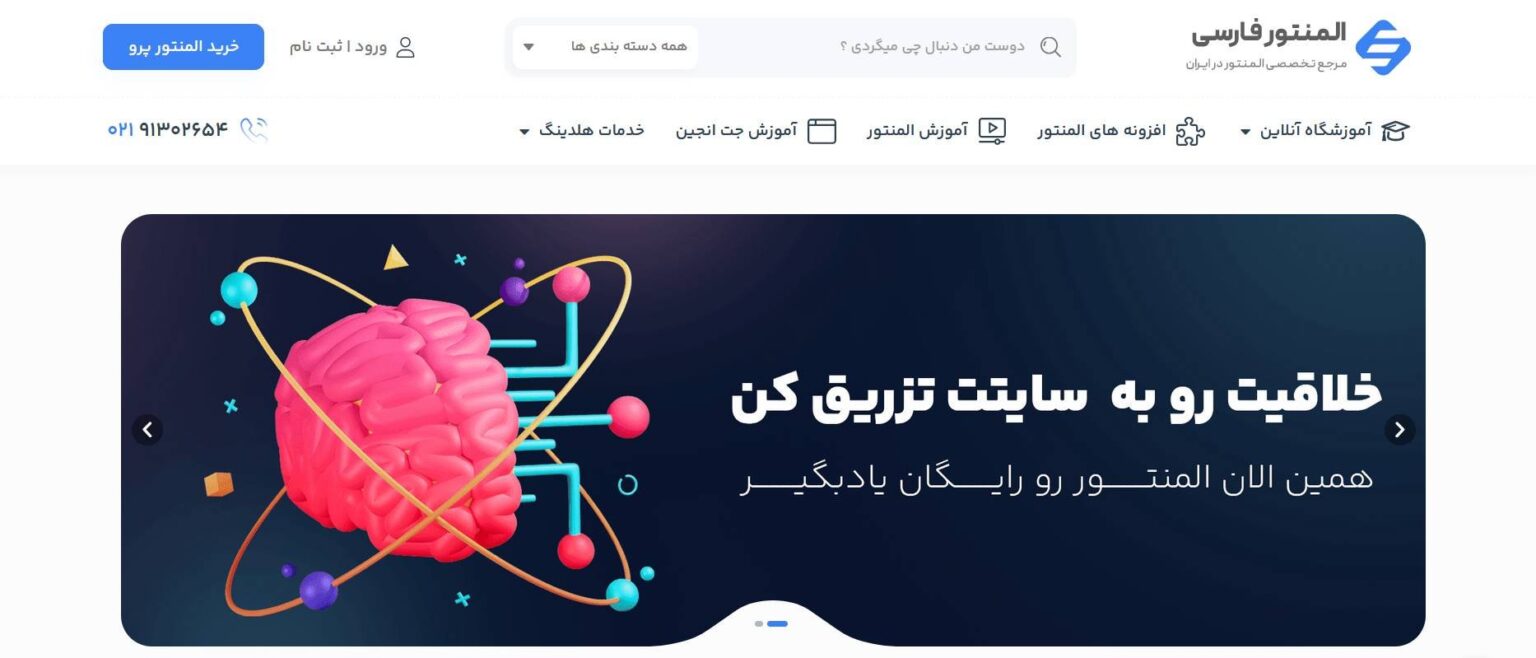 المنتور فارسی
مرجع تخصصی المنتور در ایران
دوست من دنبال چی میگردی ؟
همه دسته بندی ها
ورود | ثبت نام
خرید المنتور پرو
آموزشگاه آنلاین
افزونه های المنتور
آموزش المنتور
آموزش جت انجین
خدمات هلدینگ
۰۲۱ ۹۱۳۰۲۶۵۴
خلاقیت رو به سایتت تزریق کن
همین الان المنتـــور رو رایـــگان یادبگیـــر